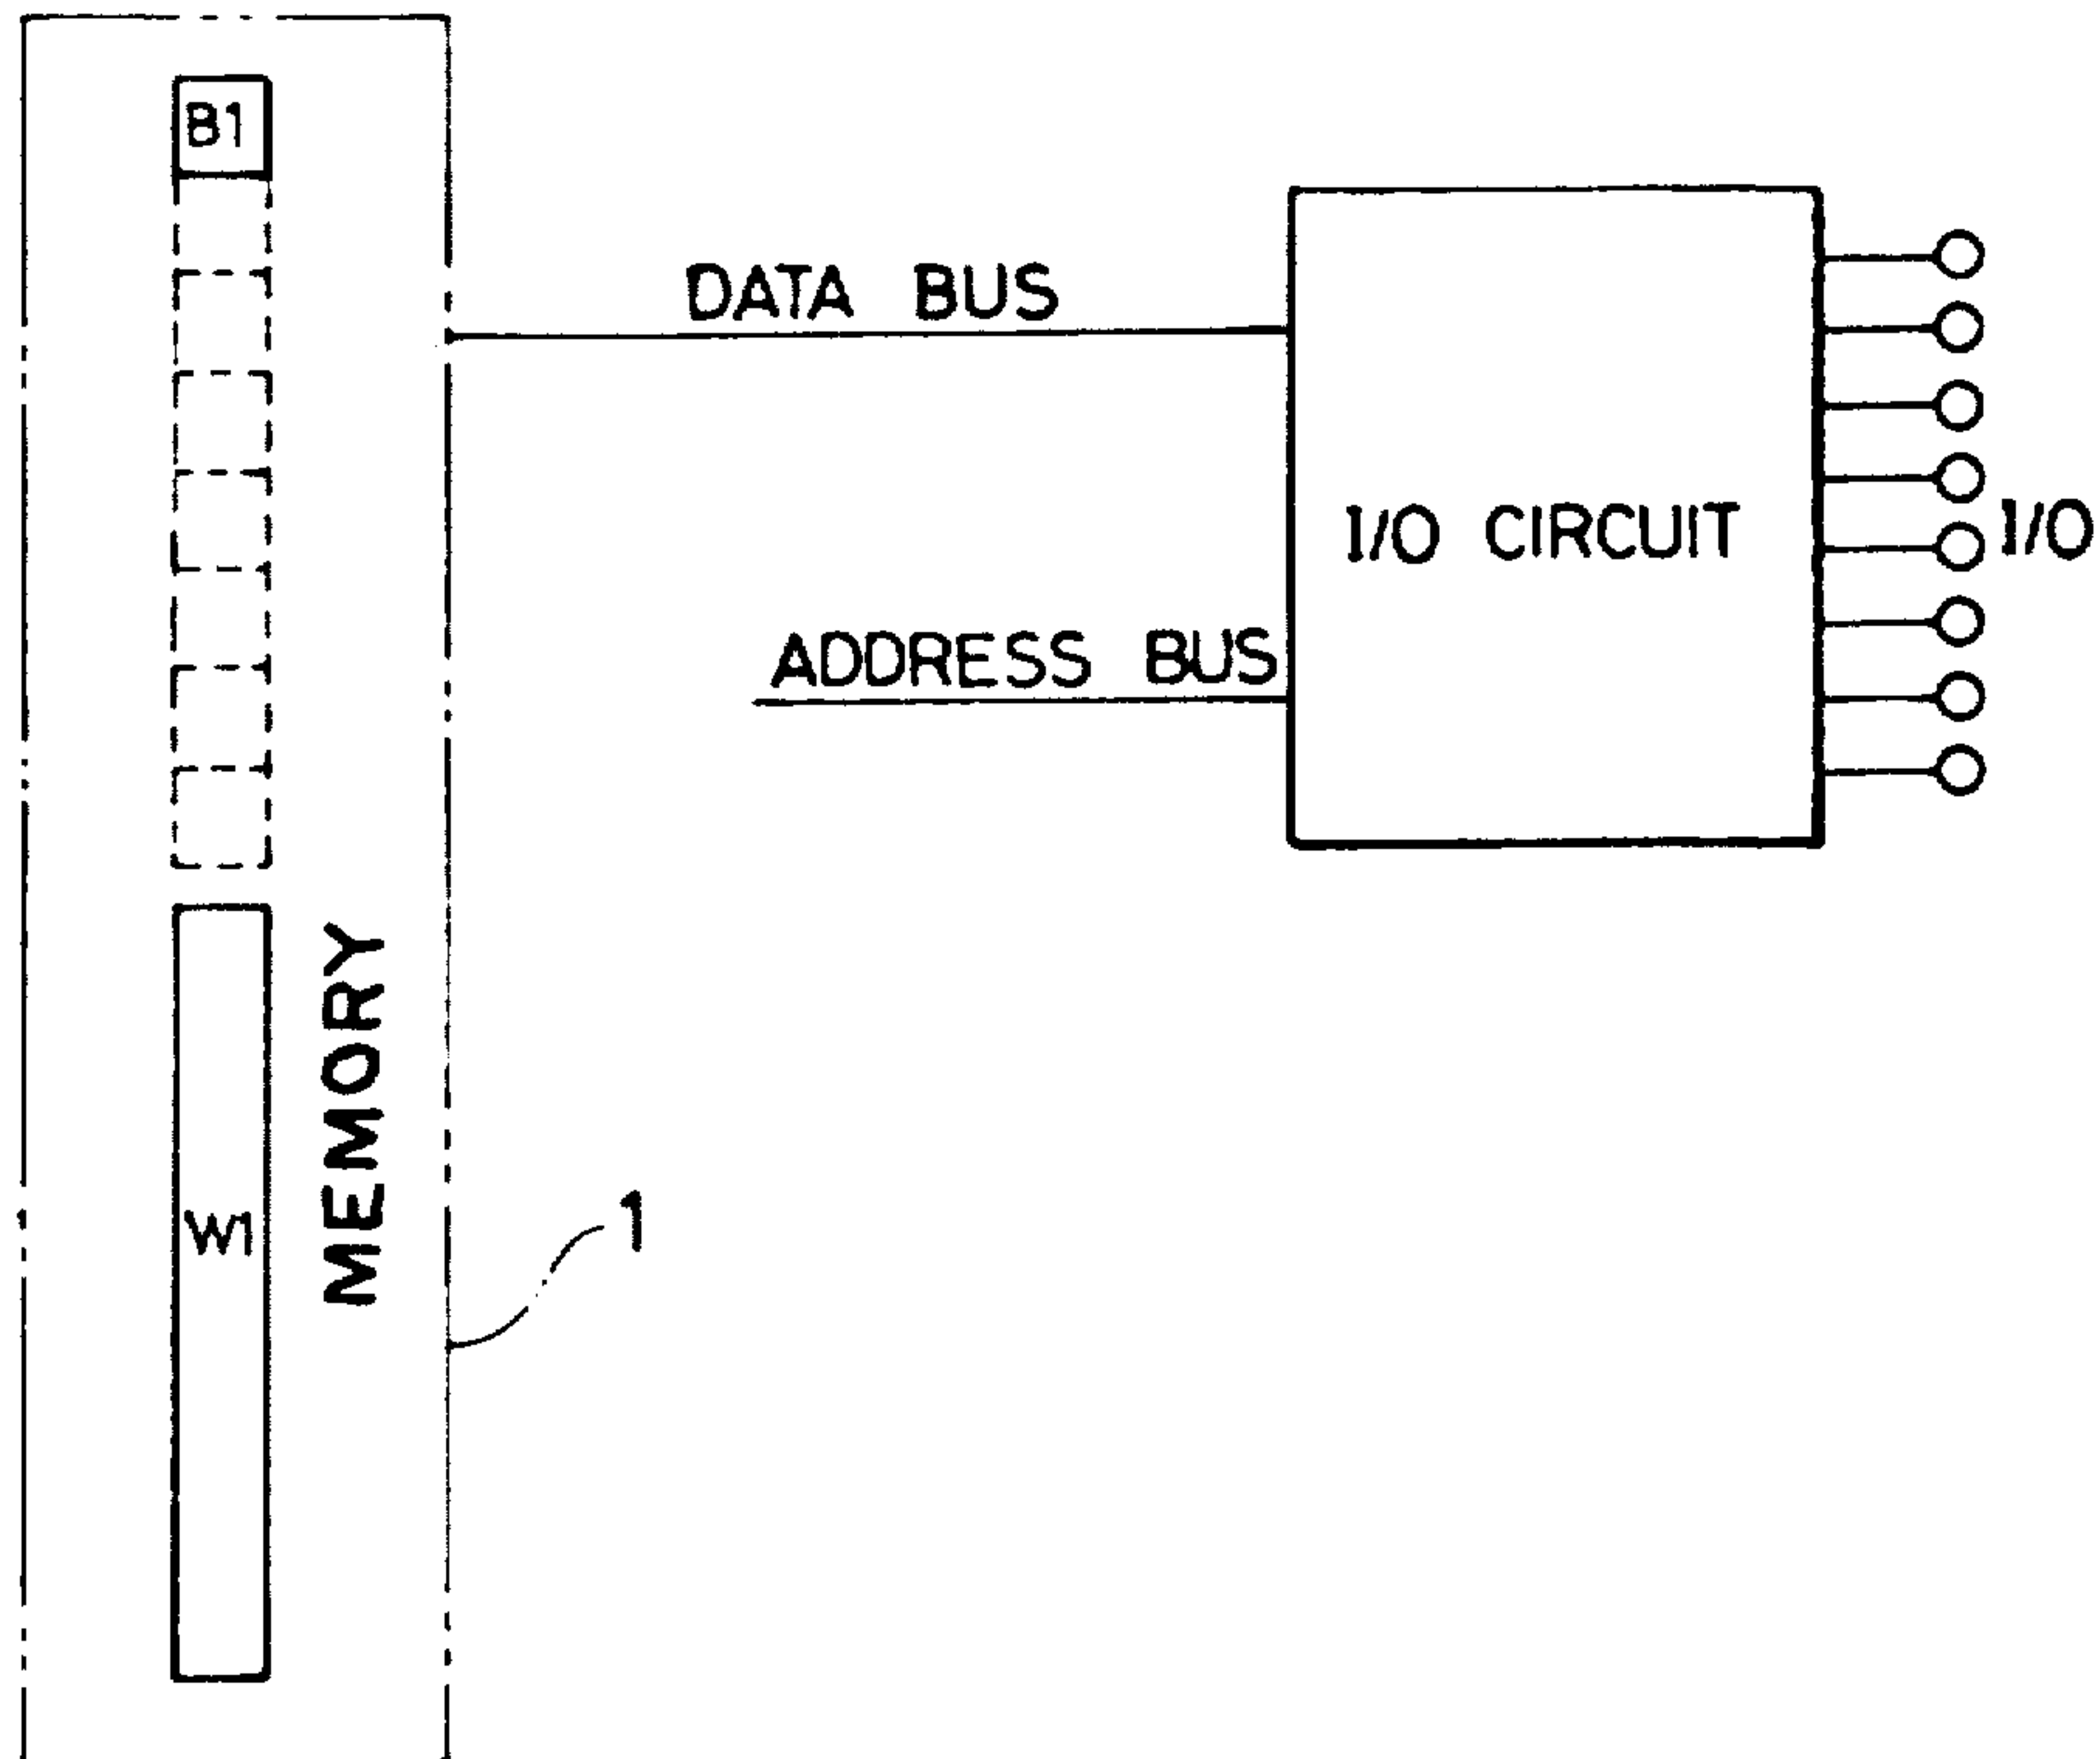 B1
DATA BUS
I/O CIRCUIT
I/O
ADDRESS BUS
MEMORY
W1
1